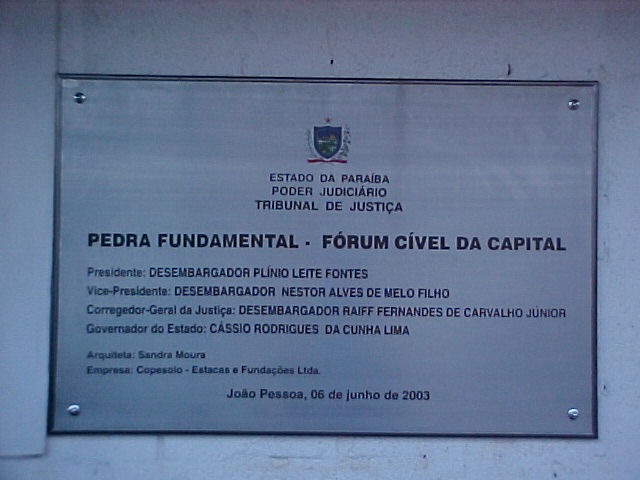 ESTADO DA PARAÍBA
PODER JUDICIÁRIO
TRIBUNAL DE JUSTIÇA
PEDRA FUNDAMENTAL - FÓRUM CÍVEL DA CAPITAL
Presidente: DESEMBARGADOR PLÍNIO LEITE FONTES
Vice-Presidente: DESEMBARGADOR NESTOR ALVES DE MELO FILHO
Corregedor-Geral da Justiça: DESEMBARGADOR RAIFF FERNANDES DE CARVALHO JÚNIOR
Governador do Estado: CÁSSIO RODRIGUES DA CUNHA LIMA
Arquiteta: Sandra Moura
Empresa: Copesolo - Estacas e Fundações Ltda.
João Pessoa, 06 de junho de 2003